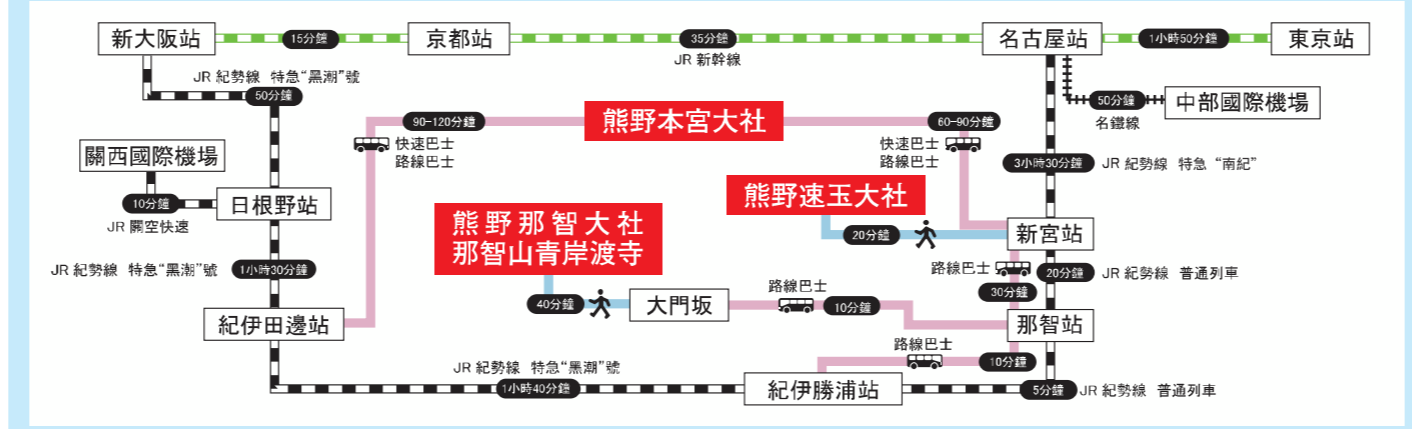 新大阪站
15分鐘
京都站
35分鐘
JR 新幹線
名古屋站
1小時50分鐘
東京站
JR 紀勢線 特急“黑潮”號
50分鐘
50分鐘
名鐵線
中部國際機場
90-120分鐘
快速巴士
路線巴士
熊野本宮大社
60-90分鐘
快速巴士
路線巴士
3小時30分鐘
JR 紀勢線 特急 “南紀”
關西國際機場
10分鐘
JR 關空快速
日根野站
熊野速玉大社
20分鐘
新宮站
熊野那智大社
那智山青岸渡寺
40分鐘
大門坂
路線巴士
10分鐘
路線巴士
30分鐘
20分鐘
JR 紀勢線 普通列車
那智站
JR 紀勢線 特急“黑潮”號
1小時30分鐘
紀伊田邊站
JR 紀勢線 特急“黑潮”號
1小時40分鐘
路線巴士
10分鐘
紀伊勝浦站
5分鐘
JR 紀勢線 普通列車